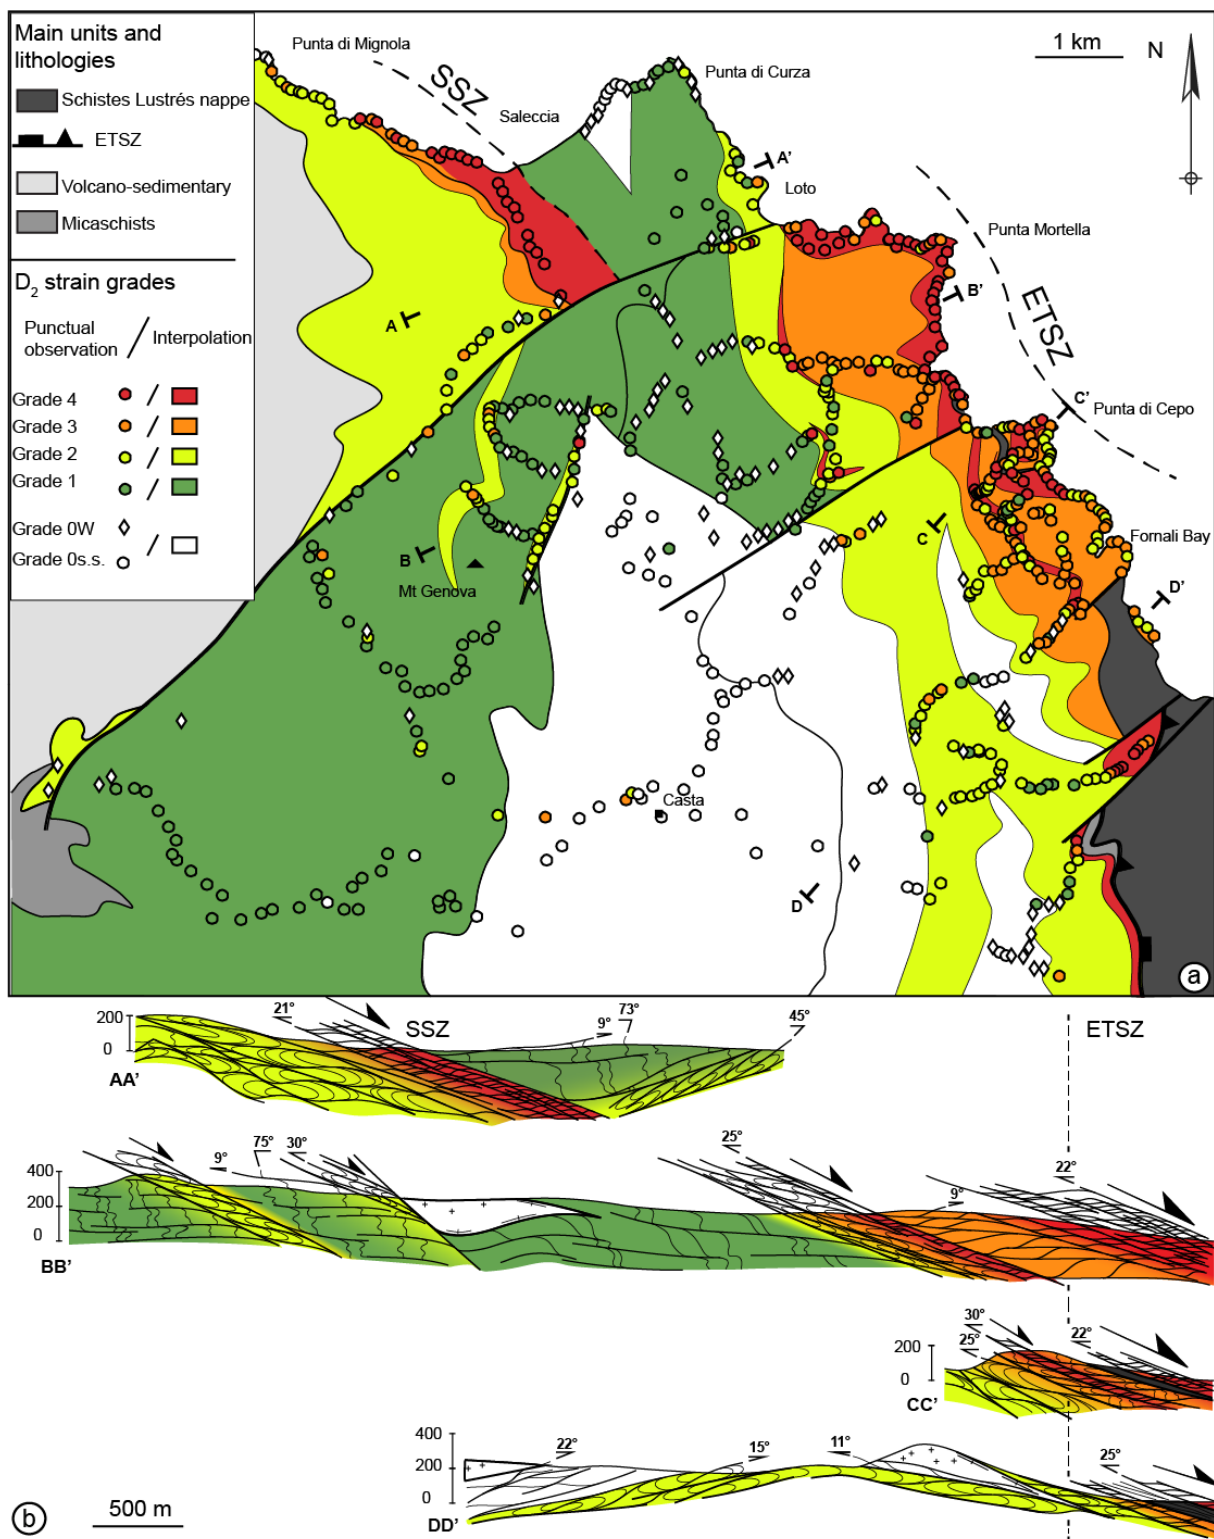 Main units and
lithologies
Schistes Lustrés nappe
ETSZ
Volcano-sedimentary
Micaschists
D2 strain grades
Punctual
observation
Interpolation
Grade 4
Grade 3
Grade 2
Grade 1
Grade 0W
Grade 0s.s.
Punta di Mignola
SSZ
Saleccia
Punta di Curza
1 km
N
A'
Loto
Punta Mortella
B'
ETSZ
A
C'
Punta di Cepo
B
Mt Genova
C
Fornali Bay
D'
Casta
D
a
200
0
AA'
21°
SSZ
9°
73°
45°
ETSZ
400
200
0
BB'
9°
75°
30°
25°
9°
22°
200
0
CC'
30°
25°
22°
400
200
0
DD'
22°
15°
11°
25°
b
500 m